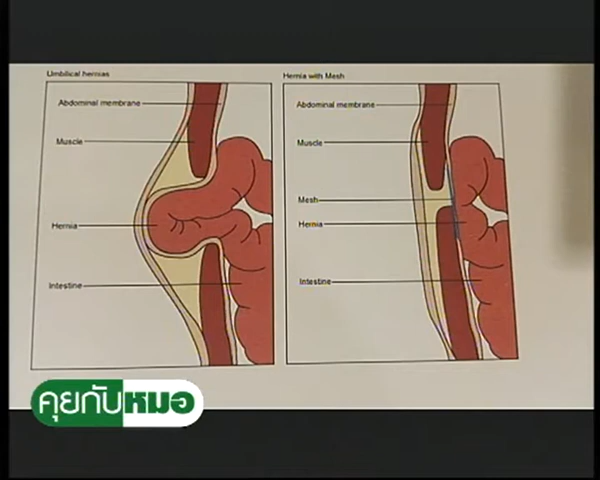 Umbilical hernias
Abdominal membrane
Muscle
Hernia
Intestine
Hernia with Mesh
Abdominal membrane
Muscle
Mesh
Hernia
Intestine
คุยกับหมอ